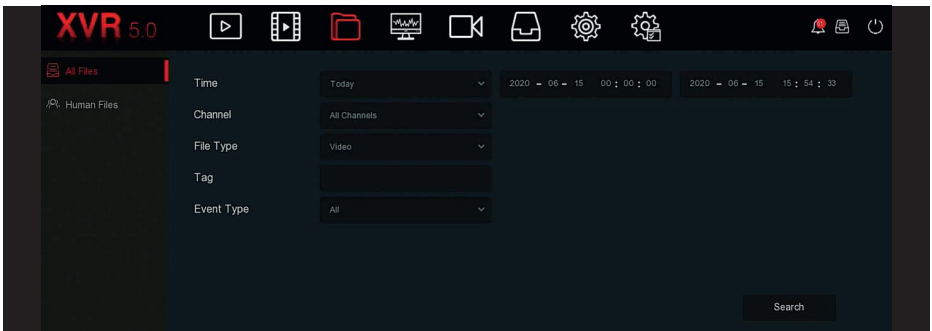 XVR 5.0
All Files
Human Files
Time
Today
2020 - 06 - 15 00 : 00 : 00
2020 - 06 - 15 15 : 54 : 33
Channel
All Channels
File Type
Video
Tag
Event Type
All
Search